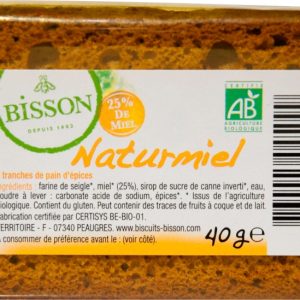 BISSON
DEPUIS 1992
25%
DE
MIEL
CERTIFIÉ
AB
AGRICULTURE
BIOLOGIQUE
Naturmiel
tranches de pain d'épices
Ingrédients : farine de seigle*, miel* (25%), sirop de sucre de canne inverti*, eau,
poudre à lever : carbonate acide de sodium, épices*. * Issus de l'agriculture
biologique. Contient du gluten. Peut contenir des traces de fruits à coque et de lait
Fabrication certifiée par CERTISYS BE-BIO-01.
TERRITOIRE - F - 07340 PEAUGRES. www.biscuits-bisson.com
A consommer de préférence avant le : (voir côté).
40g e